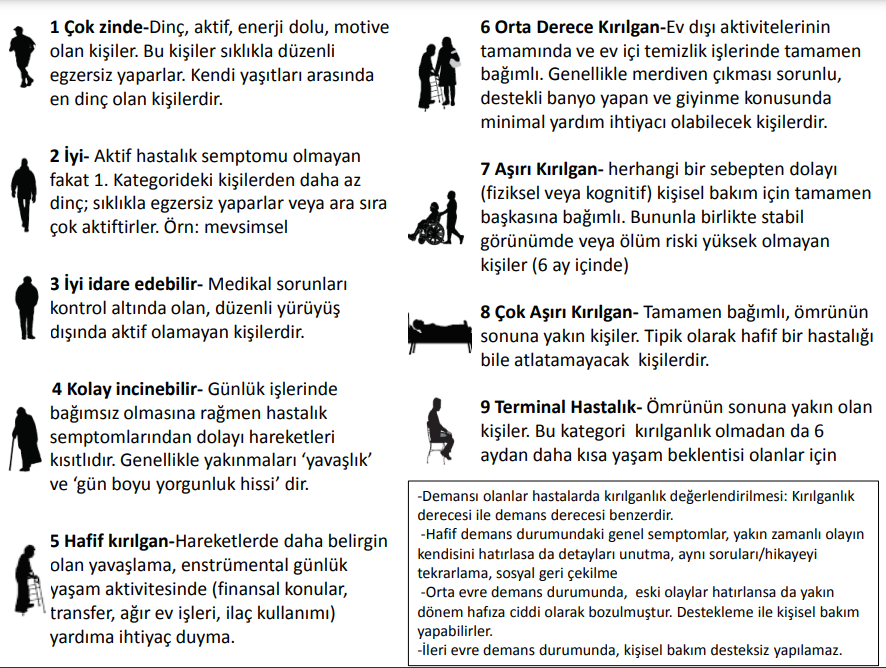 1 Çok zinde-Dinç, aktif, enerji dolu, motive
olan kişiler. Bu kişiler sıklıkla düzenli
egzersiz yaparlar. Kendi yaşıtları arasında
en dinç olan kişilerdir.
2 İyi- Aktif hastalık semptomu olmayan
fakat 1. Kategorideki kişilerden daha az
dinç; sıklıkla egzersiz yaparlar veya ara sıra
çok aktiftirler. Örn: mevsimsel
3 İyi idare edebilir- Medikal sorunları
kontrol altında olan, düzenli yürüyüş
dışında aktif olamayan kişilerdir.
4 Kolay incinebilir- Günlük işlerinde
bağımsız olmasına rağmen hastalık
semptomlarından dolayı hareketleri
kısıtlıdır. Genellikle yakınmaları ‘yavaşlık’
ve ‘gün boyu yorgunluk hissi’ dir.
5 Hafif kırılgan-Hareketlerde daha belirgin
olan yavaşlama, enstrümental günlük
yaşam aktivitesinde (finansal konular,
transfer, ağır ev işleri, ilaç kullanımı)
yardıma ihtiyaç duyma.
6 Orta Derece Kırılgan-Ev dışı aktivitelerinin
tamamında ve ev içi temizlik işlerinde tamamen
bağımlı. Genellikle merdiven çıkması sorunlu,
destekli banyo yapan ve giyinme konusunda
minimal yardım ihtiyacı olabilecek kişilerdir.
7 Aşırı Kırılgan- herhangi bir sebepten dolayı
(fiziksel veya kognitif) kişisel bakım için tamamen
başkasına bağımlı. Bununla birlikte stabil
görünümde veya ölüm riski yüksek olmayan
kişiler (6 ay içinde)
8 Çok Aşırı Kırılgan- Tamamen bağımlı, ömrünün
sonuna yakın kişiler. Tipik olarak hafif bir hastalığı
bile atlatamayacak kişilerdir.
9 Terminal Hastalık- Ömrünün sonuna yakın olan
kişiler. Bu kategori kırılganlık olmadan da 6
aydan daha kısa yaşam beklentisi olanlar için
-Demansı olanlar hastalarda kırılganlık değerlendirilmesi: Kırılganlık
derecesi ile demans derecesi benzerdir.
-Hafif demans durumundaki genel semptomlar, yakın zamanlı olayın
kendisini hatırlasa da detayları unutma, aynı soruları/hikayeyi
tekrarlama, sosyal geri çekilme
-Orta evre demans durumunda, eski olaylar hatırlansa da yakın
dönem hafıza ciddi olarak bozulmuştur. Destekleme ile kişisel bakım
yapabilirler.
-İleri evre demans durumunda, kişisel bakım desteksiz yapılamaz.